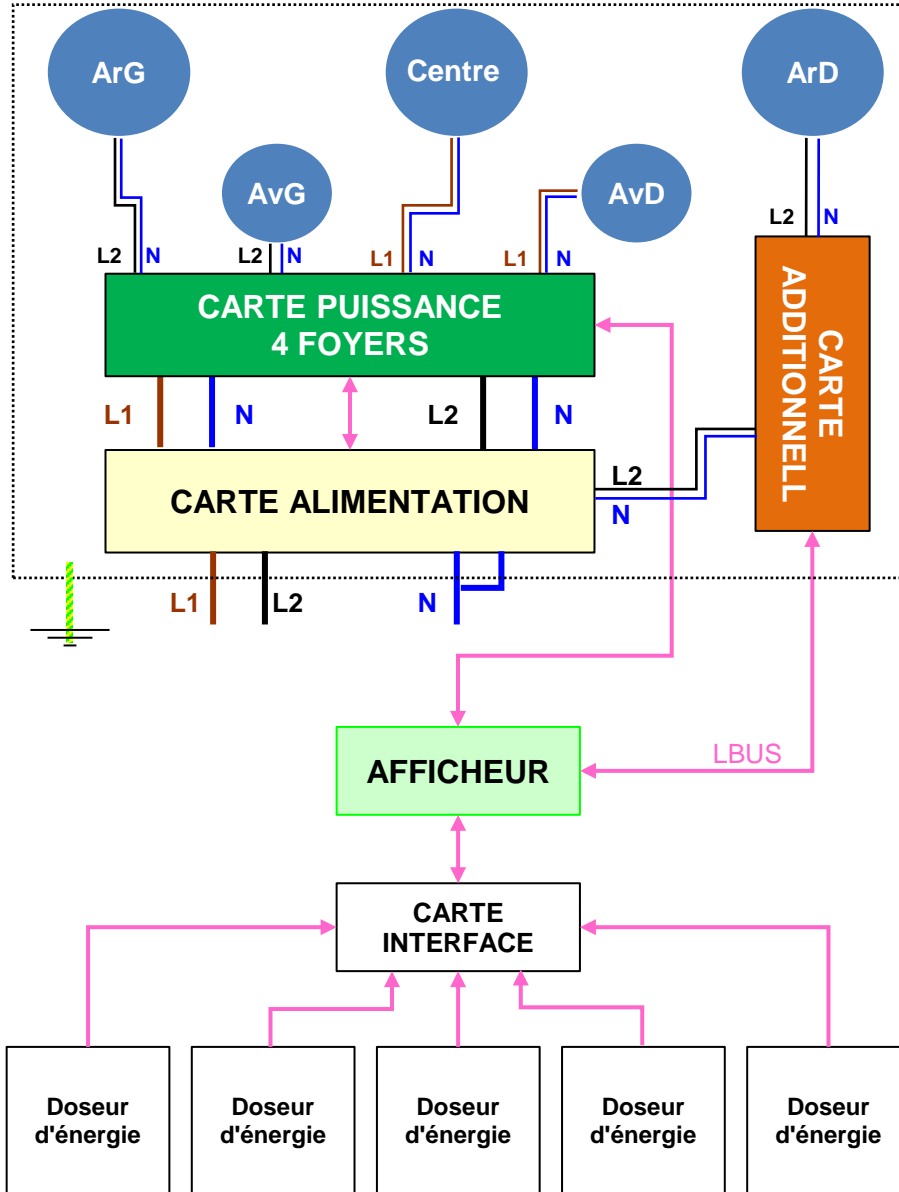 ArG
Centre
ArD
AvG
AvD
L2 N
L2 N
L1 N
L1 N
L2 N
CARTE PUISSANCE
4 FOYERS
CARTE
ADDITIONNELL
L1 N L2 N
CARTE ALIMENTATION
L2
N
L1 L2 N
AFFICHEUR
LBUS
CARTE
INTERFACE
Doseur
d'énergie
Doseur
d'énergie
Doseur
d'énergie
Doseur
d'énergie
Doseur
d'énergie